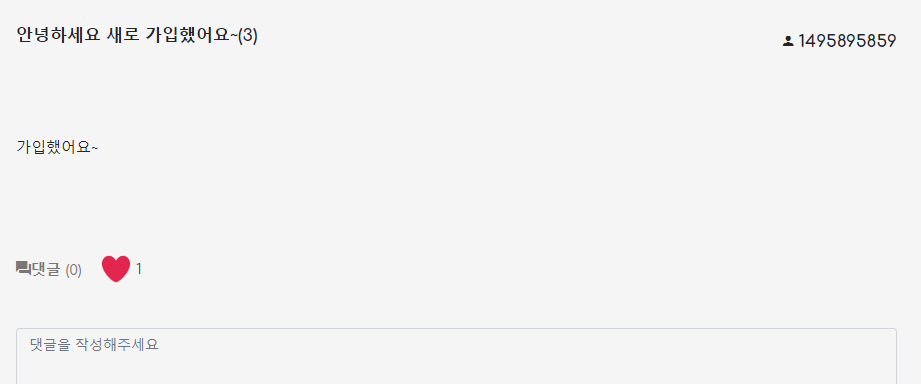 안녕하세요 새로 가입했어요~(3)
1495895859
가입했어요~
댓글 (0) 1
댓글을 작성해주세요